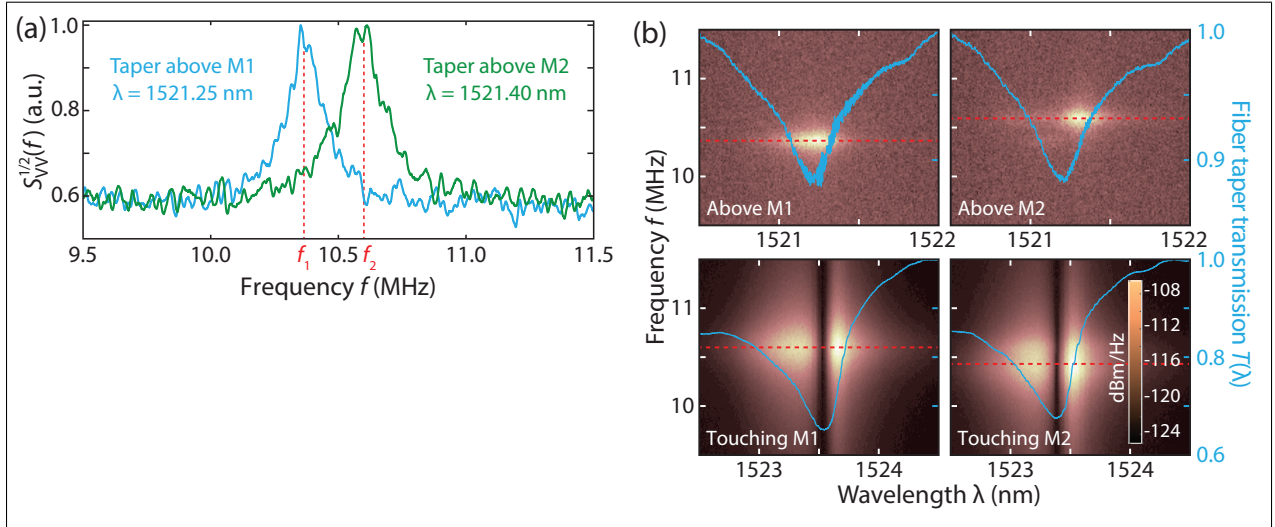 (a)
1.0
0.8
0.6
S_VV^1/2(f) (a.u.)
Taper above M1
λ = 1521.25 nm
Taper above M2
λ = 1521.40 nm
9.5
10.0
10.5
11.0
11.5
f1
f2
Frequency f (MHz)
(b)
Frequency f (MHz)
11
10
Above M1
1521
1522
Above M2
1521
1522
1.0
0.9
11
10
Touching M1
1523
1524
Touching M2
1523
1524
dBm/Hz
-108
-112
-116
-120
-124
1.0
0.8
0.6
Fiber taper transmission T(λ)
Wavelength λ (nm)